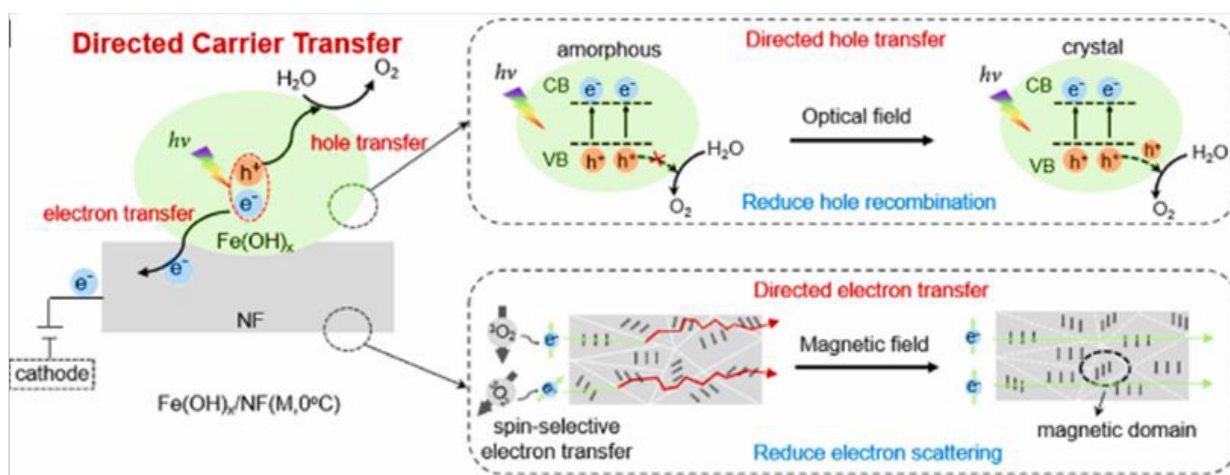 Directed Carrier Transfer
H₂O
O₂
hν
h⁺
hole transfer
e⁻
electron transfer
Fe(OH)ₓ
e⁻
e⁻
NF
cathode
Fe(OH)ₓ/NF(M,0°C)
amorphous
Directed hole transfer
crystal
hν
CB
e⁻ e⁻
VB
h⁺ h⁺
H₂O
O₂
Optical field
Reduce hole recombination
hν
CB
e⁻ e⁻
VB
h⁺ h⁺
h⁺
H₂O
O₂
Directed electron transfer
³O₂
e⁻
e⁻
spin-selective
electron transfer
Magnetic field
Reduce electron scattering
e⁻
e⁻
magnetic domain